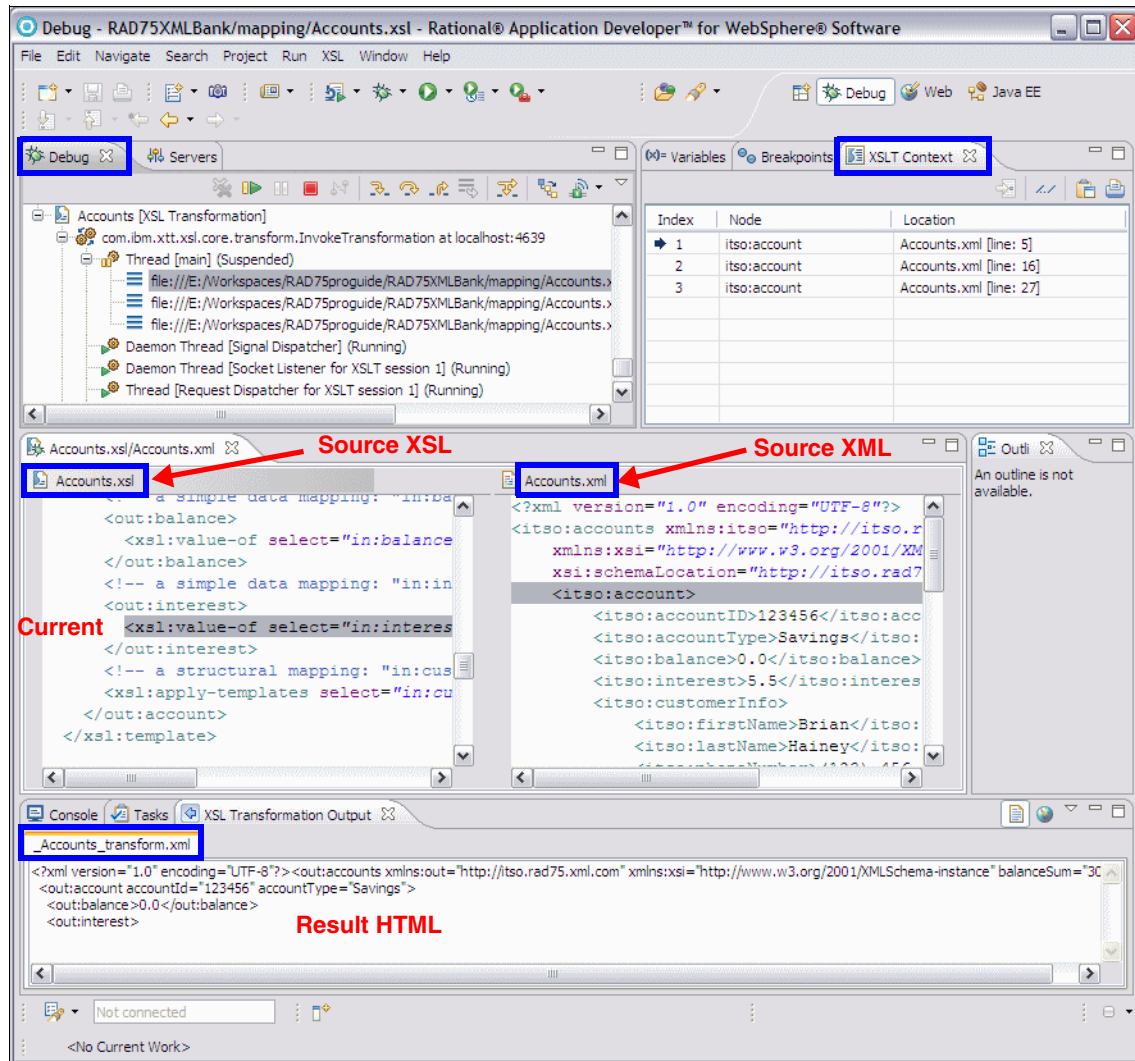 Debug - RAD75XMLBank/mapping/Accounts.xsl - Rational® Application Developer™ for WebSphere® Software
File Edit Navigate Search Project Run XSL Window Help
Debug Web Java EE
Debug Servers
(x)= Variables Breakpoints XSLT Context
Accounts [XSL Transformation]
com.ibm.xtt.xsl.core.transform.InvokeTransformation at localhost:4639
Thread [main] (Suspended)
file:///E:/Workspaces/RAD75proguide/RAD75XMLBank/mapping/Accounts.x
file:///E:/Workspaces/RAD75proguide/RAD75XMLBank/mapping/Accounts.x
file:///E:/Workspaces/RAD75proguide/RAD75XMLBank/mapping/Accounts.x
Daemon Thread [Signal Dispatcher] (Running)
Daemon Thread [Socket Listener for XSLT session 1] (Running)
Thread [Request Dispatcher for XSLT session 1] (Running)
Index Node Location
1 itso:account Accounts.xml [line: 5]
2 itso:account Accounts.xml [line: 16]
3 itso:account Accounts.xml [line: 27]
Accounts.xsl/Accounts.xml
Source XSL
Source XML
Outli
An outline is not
available.
Accounts.xsl
<!-- a simple data mapping: "in:ba
<out:balance>
<xsl:value-of select="in:balance
</out:balance>
<!-- a simple data mapping: "in:in
<out:interest>
Current
<xsl:value-of select="in:interes
</out:interest>
<!-- a structural mapping: "in:cus
<xsl:apply-templates select="in:cu
</out:account>
</xsl:template>
Accounts.xml
<?xml version="1.0" encoding="UTF-8"?>
<itso:accounts xmlns:itso="http://itso.r
xmlns:xsi="http://www.w3.org/2001/XM
xsi:schemaLocation="http://itso.rad7
<itso:account>
<itso:accountID>123456</itso:acc
<itso:accountType>Savings</itso:
<itso:balance>0.0</itso:balance>
<itso:interest>5.5</itso:interes
<itso:customerInfo>
<itso:firstName>Brian</itso:
<itso:lastName>Hainey</itso:
Console Tasks XSL Transformation Output
_Accounts_transform.xml
<?xml version="1.0" encoding="UTF-8"?><out:accounts xmlns:out="http://itso.rad75.xml.com" xmlns:xsi="http://www.w3.org/2001/XMLSchema-instance" balanceSum="30
<out:account accountId="123456" accountType="Savings">
<out:balance>0.0</out:balance>
<out:interest>
Result HTML
Not connected
<No Current Work>